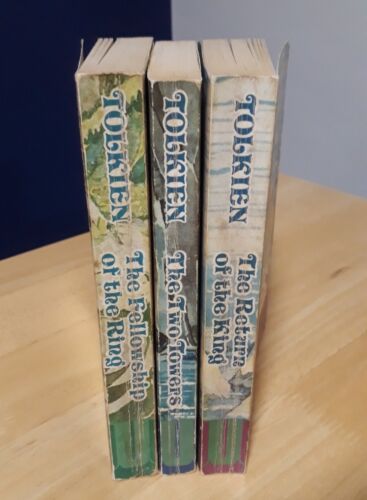 TOLKIEN
The Fellowship
of the Ring
TOLKIEN
The Two Towers
TOLKIEN
The Return
of the King